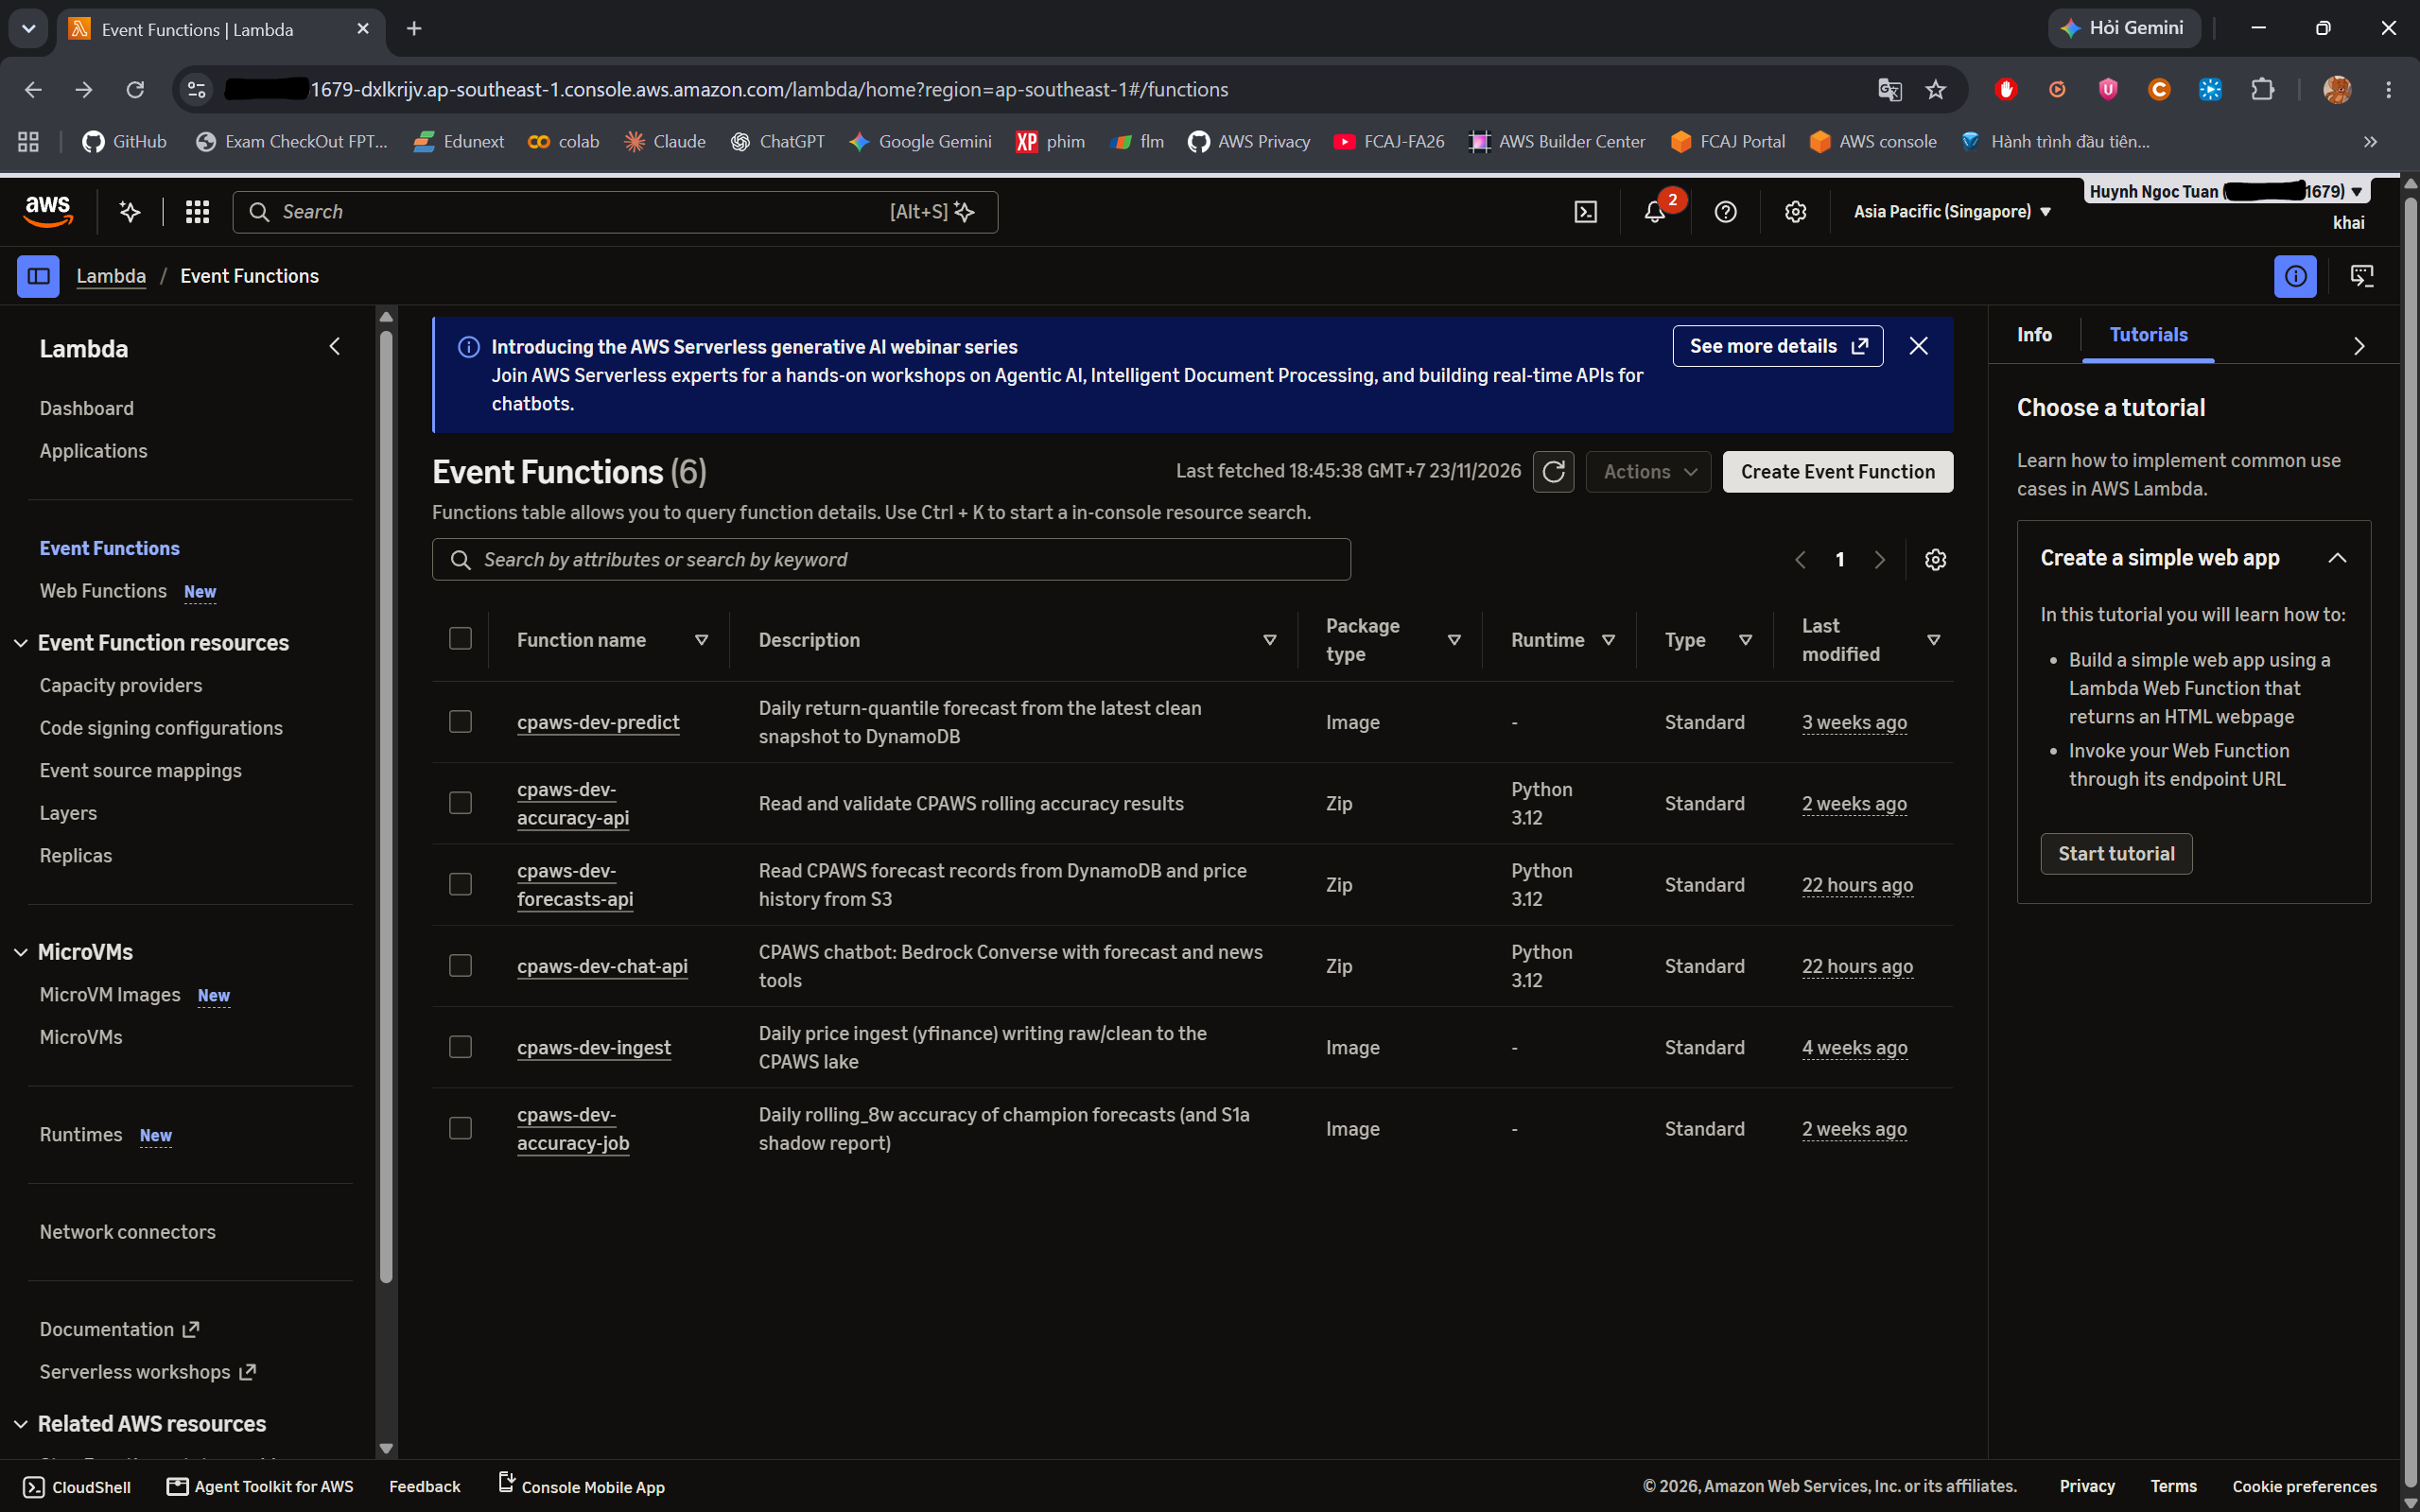 Event Functions | Lambda
Hỏi Gemini
1679-dxlkrijv.ap-southeast-1.console.aws.amazon.com/lambda/home?region=ap-southeast-1#/functions
GitHub
Exam CheckOut FPT...
Edunext
colab
Claude
ChatGPT
Google Gemini
XP phim
flm
AWS Privacy
FCAJ-FA26
AWS Builder Center
FCAJ Portal
AWS console
Hành trình đầu tiên...
aws
Search [Alt+S]
2
Asia Pacific (Singapore)
Huynh Ngoc Tuan ( 1679)
khai
Lambda / Event Functions
Lambda
Dashboard
Applications
Event Functions
Web Functions New
Event Function resources
Capacity providers
Code signing configurations
Event source mappings
Layers
Replicas
MicroVMs
MicroVM Images New
MicroVMs
Runtimes New
Network connectors
Documentation
Serverless workshops
Related AWS resources
Introducing the AWS Serverless generative AI webinar series
Join AWS Serverless experts for a hands-on workshops on Agentic AI, Intelligent Document Processing, and building real-time APIs for
chatbots.
See more details
Event Functions (6)
Last fetched 18:45:38 GMT+7 23/11/2026
Actions
Create Event Function
Functions table allows you to query function details. Use Ctrl + K to start a in-console resource search.
Search by attributes or search by keyword
1
Function name
Description
Package
type
Runtime
Type
Last
modified
cpaws-dev-predict
Daily return-quantile forecast from the latest clean
snapshot to DynamoDB
Image
-
Standard
3 weeks ago
cpaws-dev-
accuracy-api
Read and validate CPAWS rolling accuracy results
Zip
Python
3.12
Standard
2 weeks ago
cpaws-dev-
forecasts-api
Read CPAWS forecast records from DynamoDB and price
history from S3
Zip
Python
3.12
Standard
22 hours ago
cpaws-dev-chat-api
CPAWS chatbot: Bedrock Converse with forecast and news
tools
Zip
Python
3.12
Standard
22 hours ago
cpaws-dev-ingest
Daily price ingest (yfinance) writing raw/clean to the
CPAWS lake
Image
-
Standard
4 weeks ago
cpaws-dev-
accuracy-job
Daily rolling_8w accuracy of champion forecasts (and S1a
shadow report)
Image
-
Standard
2 weeks ago
Info
Tutorials
Choose a tutorial
Learn how to implement common use
cases in AWS Lambda.
Create a simple web app
In this tutorial you will learn how to:
• Build a simple web app using a
Lambda Web Function that
returns an HTML webpage
• Invoke your Web Function
through its endpoint URL
Start tutorial
CloudShell
Agent Toolkit for AWS
Feedback
Console Mobile App
© 2026, Amazon Web Services, Inc. or its affiliates.
Privacy
Terms
Cookie preferences